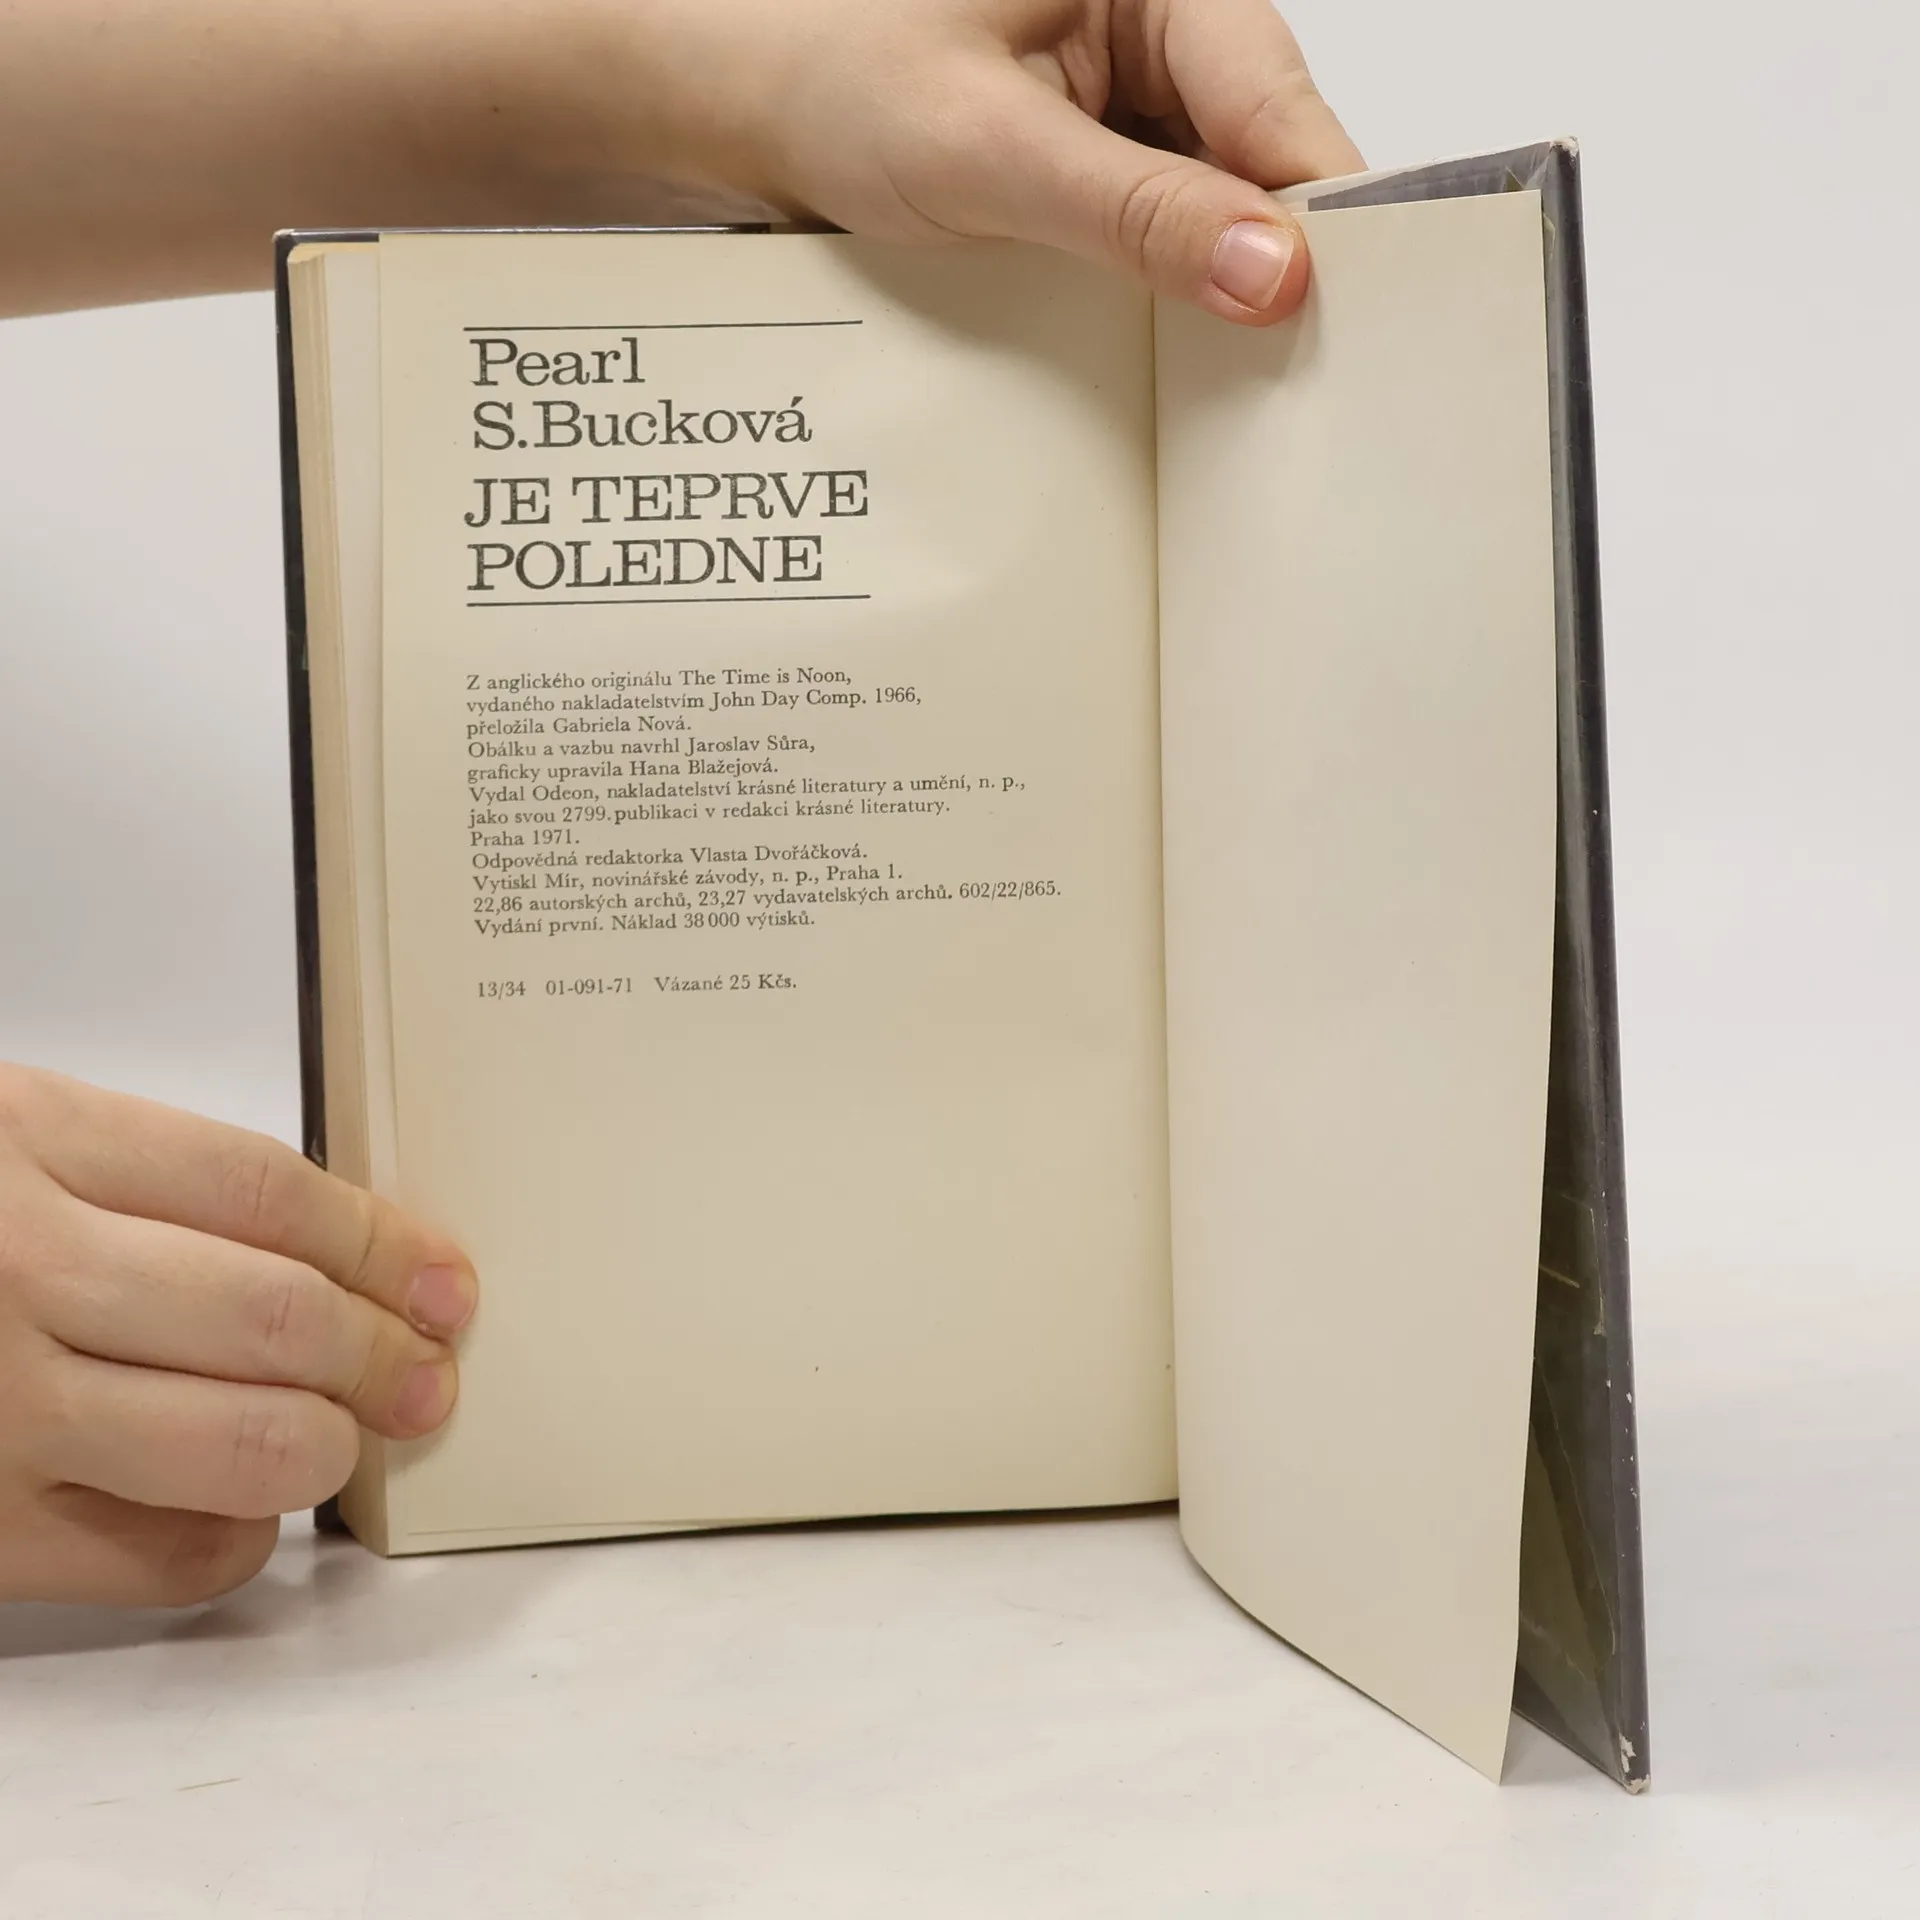 Pearl
S.Bucková
JE TEPRVE
POLEDNE
Z anglického originálu The Time is Noon,
vydaného nakladatelstvím John Day Comp. 1966,
přeložila Gabriela Nová.
Obálku a vazbu navrhl Jaroslav Sůra,
graficky upravila Hana Blažejová.
Vydal Odeon, nakladatelství krásné literatury a umění, n. p.,
jako svou 2799.publikaci v redakci krásné literatury.
Praha 1971.
Odpovědná redaktorka Vlasta Dvořáčková.
Vytiskl Mír, novinářské závody, n. p., Praha 1.
22,86 autorských archů, 23,27 vydavatelských archů. 602/22/865.
Vydání první. Náklad 38 000 výtisků.
13/34 01-091-71 Vázané 25 Kčs.